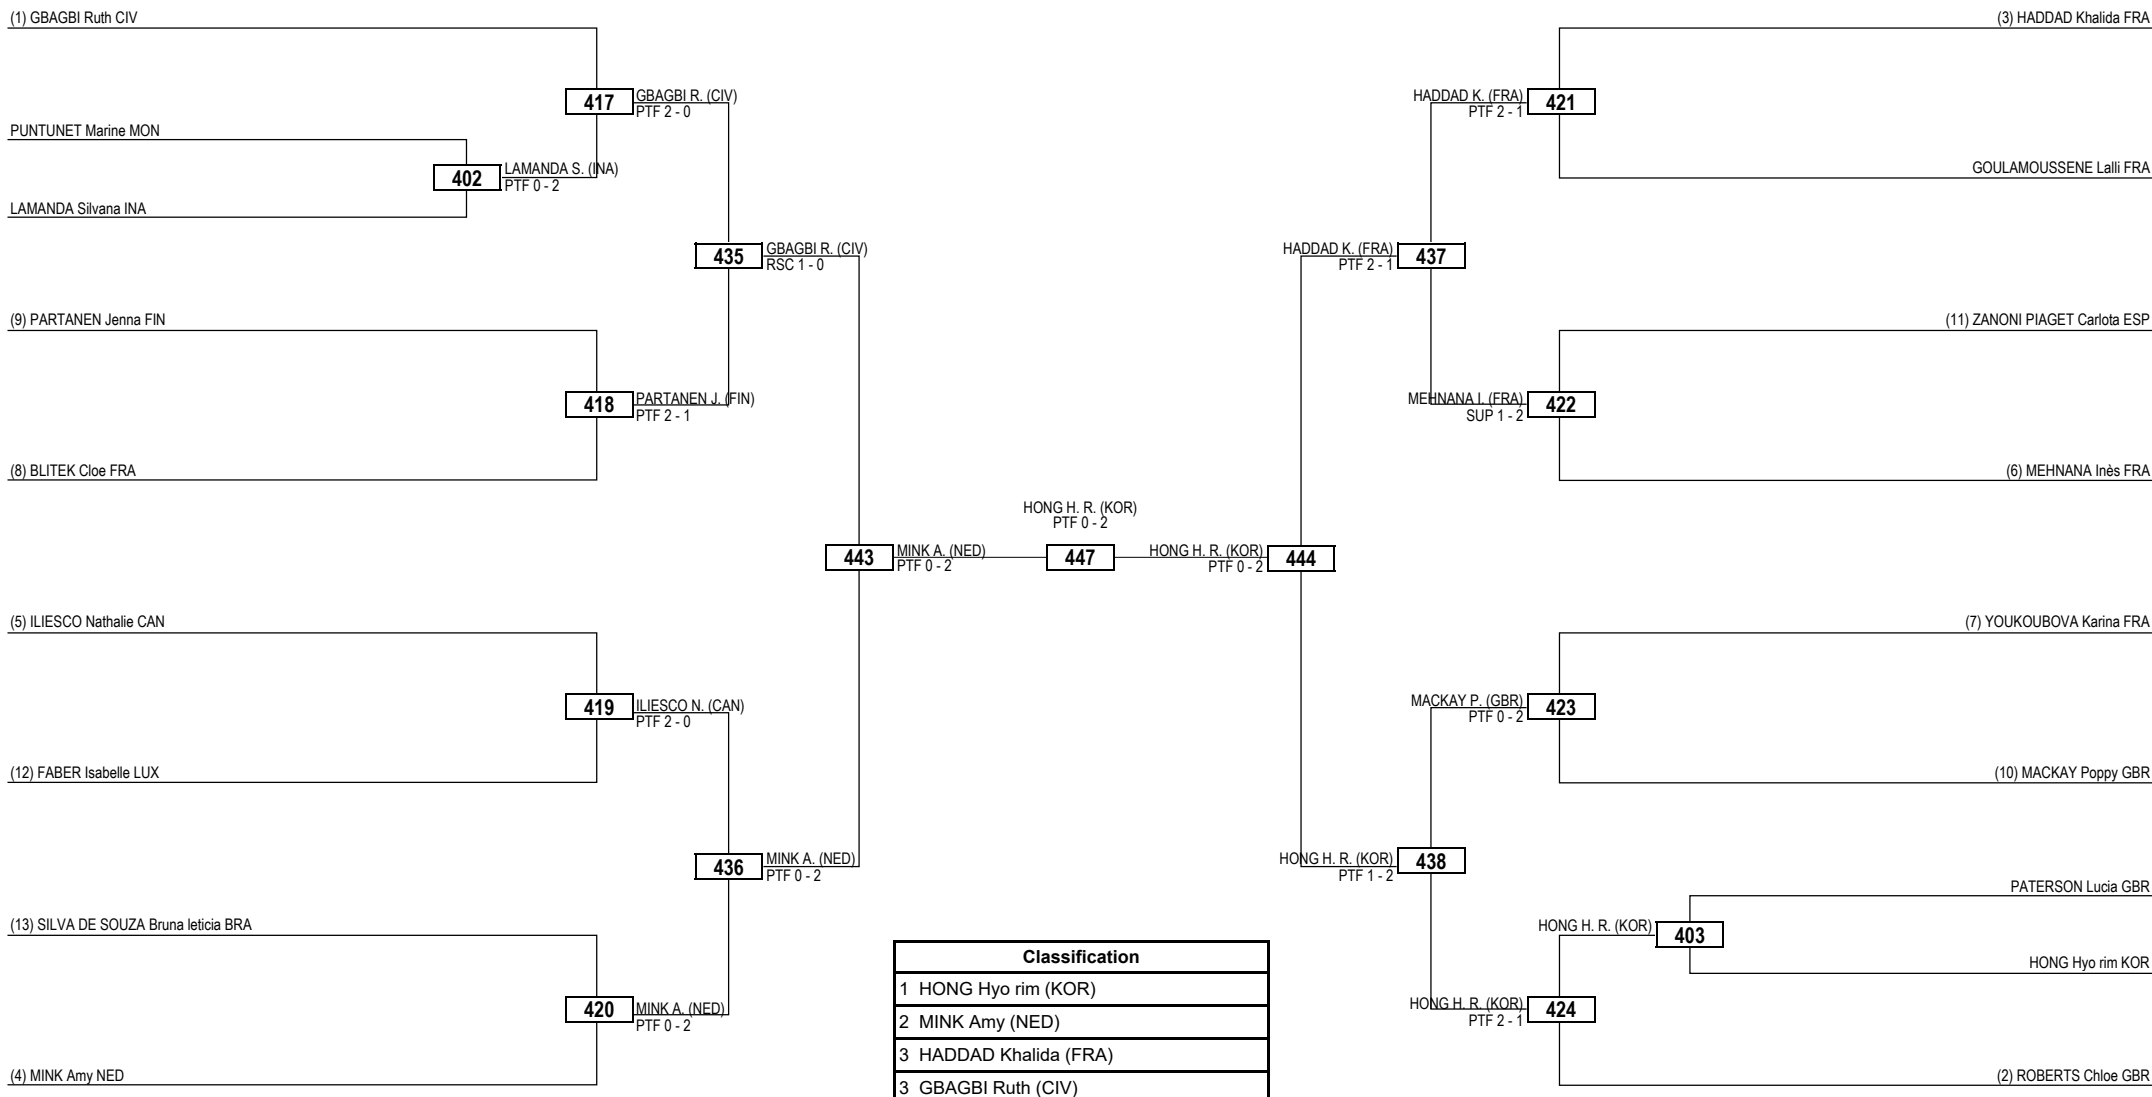 (1) GBAGBI Ruth CIV
(3) HADDAD Khalida FRA
417
GBAGBI R. (CIV)
PTF 2 - 0
HADDAD K. (FRA)
PTF 2 - 1
421
PUNTUNET Marine MON
402
LAMANDA S. (INA)
PTF 0 - 2
GOULAMOUSSENE Lalli FRA
LAMANDA Silvana INA
435
GBAGBI R. (CIV)
RSC 1 - 0
HADDAD K. (FRA)
PTF 2 - 1
437
(9) PARTANEN Jenna FIN
(11) ZANONI PIAGET Carlota ESP
418
PARTANEN J. (FIN)
PTF 2 - 1
MEHNANA I. (FRA)
SUP 1 - 2
422
(8) BLITEK Cloe FRA
(6) MEHNANA Inès FRA
HONG H. R. (KOR)
PTF 0 - 2
443
MINK A. (NED)
PTF 0 - 2
447
HONG H. R. (KOR)
PTF 0 - 2
444
(5) ILIESCO Nathalie CAN
(7) YOUKOUBOVA Karina FRA
419
ILIESCO N. (CAN)
PTF 2 - 0
MACKAY P. (GBR)
PTF 0 - 2
423
(12) FABER Isabelle LUX
(10) MACKAY Poppy GBR
436
MINK A. (NED)
PTF 0 - 2
HONG H. R. (KOR)
PTF 1 - 2
438
PATERSON Lucia GBR
(13) SILVA DE SOUZA Bruna leticia BRA
HONG H. R. (KOR)
403
HONG Hyo rim KOR
420
MINK A. (NED)
PTF 0 - 2
HONG H. R. (KOR)
PTF 2 - 1
424
(4) MINK Amy NED
(2) ROBERTS Chloe GBR
Classification
1 HONG Hyo rim (KOR)
2 MINK Amy (NED)
3 HADDAD Khalida (FRA)
3 GBAGBI Ruth (CIV)